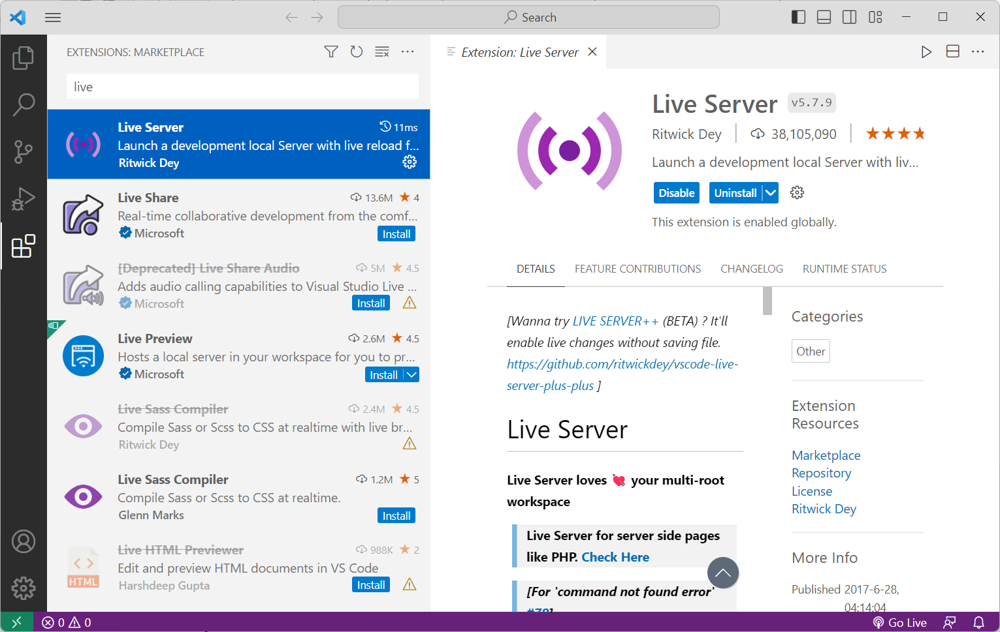 Search
EXTENSIONS: MARKETPLACE
live
Live Server
11ms
Launch a development local Server with live reload f...
Ritwick Dey
Live Share
13.6M
4
Real-time collaborative development from the comf...
Microsoft
Install
[Deprecated] Live Share Audio
5M
4.5
Adds audio calling capabilities to Visual Studio Live ...
Microsoft
Install
Live Preview
2.6M
4.5
Hosts a local server in your workspace for you to pr...
Microsoft
Install
Live Sass Compiler
2.4M
4.5
Compile Sass or Scss to CSS at realtime with live br...
Ritwick Dey
Live Sass Compiler
1.2M
5
Compile Sass or Scss to CSS at realtime.
Glenn Marks
Install
HTML
Live HTML Previewer
988K
2
Edit and preview HTML documents in VS Code
Harshdeep Gupta
Install
Extension: Live Server
Live Server
v5.7.9
Ritwick Dey
38,105,090
Launch a development local Server with liv...
Disable
Uninstall
This extension is enabled globally.
DETAILS
FEATURE CONTRIBUTIONS
CHANGELOG
RUNTIME STATUS
[Wanna try LIVE SERVER++ (BETA) ? It'll
enable live changes without saving file.
https://github.com/ritwickdey/vscode-live-
server-plus-plus ]
Live Server
Live Server loves 💘 your multi-root
workspace
Live Server for server side pages
like PHP. Check Here
[For 'command not found error'
#78]
Categories
Other
Extension
Resources
Marketplace
Repository
License
Ritwick Dey
More Info
Published 2017-6-28,
04:14:04
0
0
Go Live